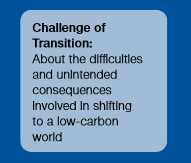 Challenge of
Transition:
About the difficulties
and unintended
consequences
involved in shifting
to a low-carbon
world